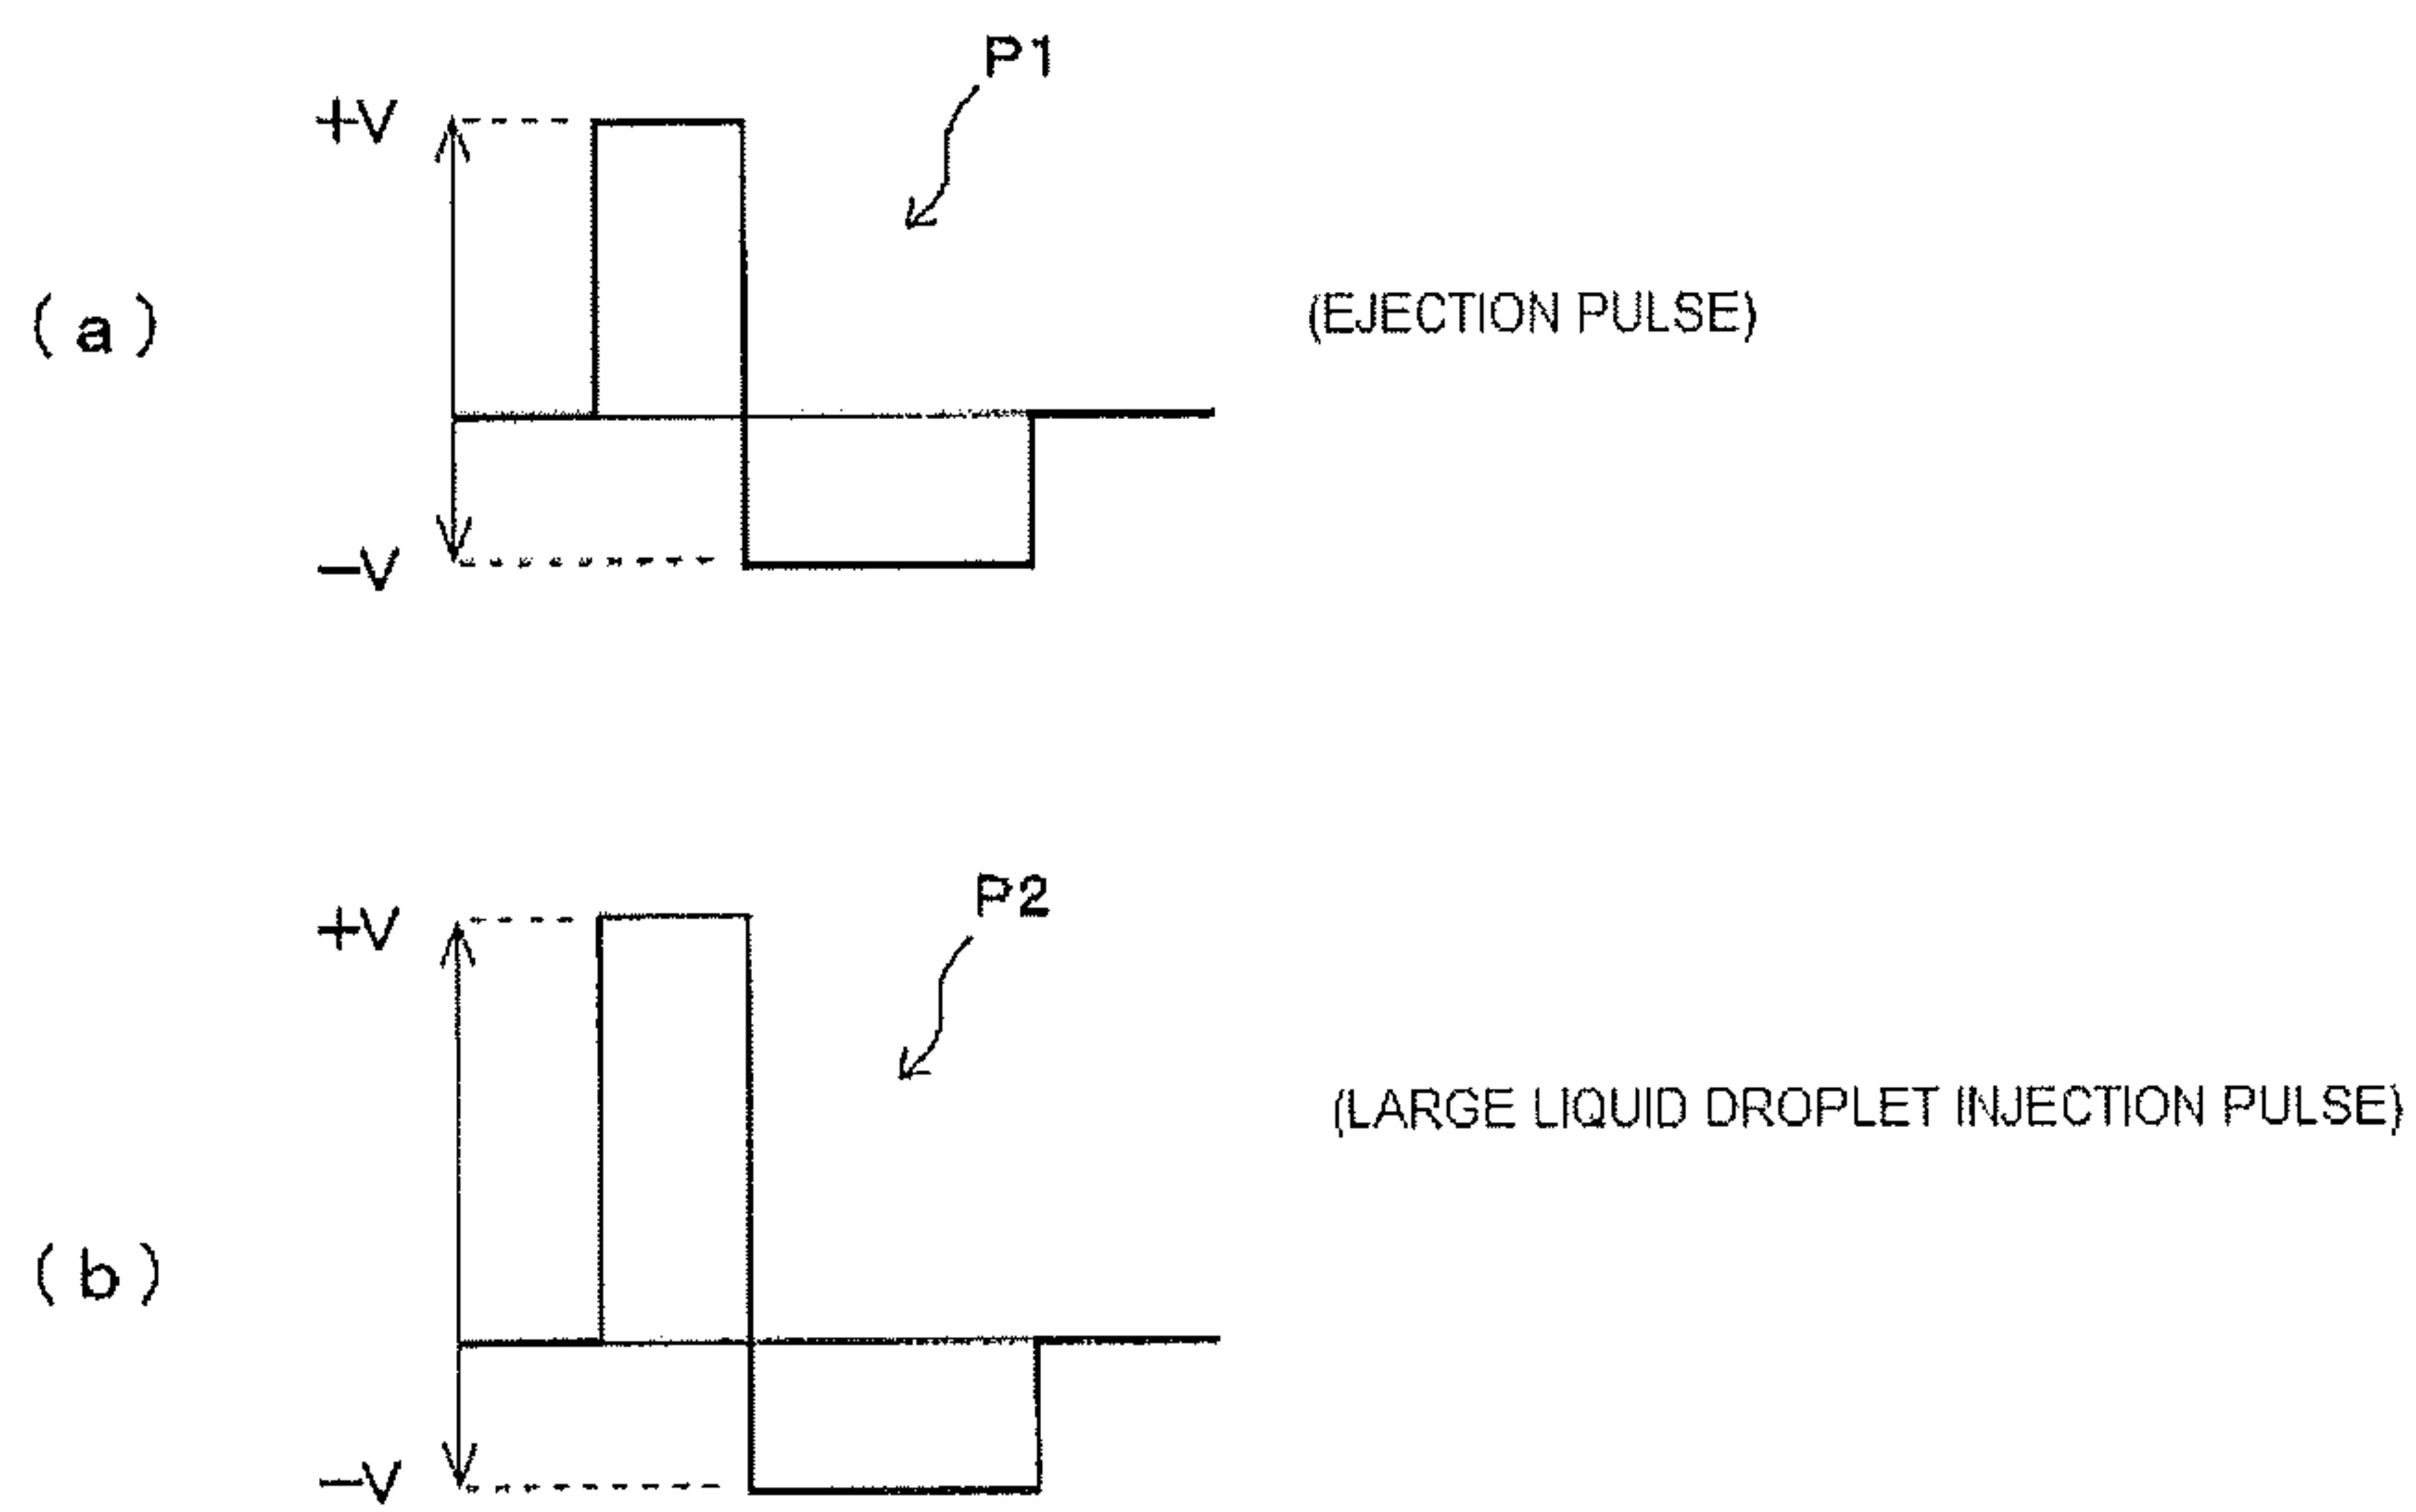 P1
+V
(a)
(EJECTION PULSE)
−V
P2
+V
(LARGE LIQUID DROPLET INJECTION PULSE)
(b)
−V